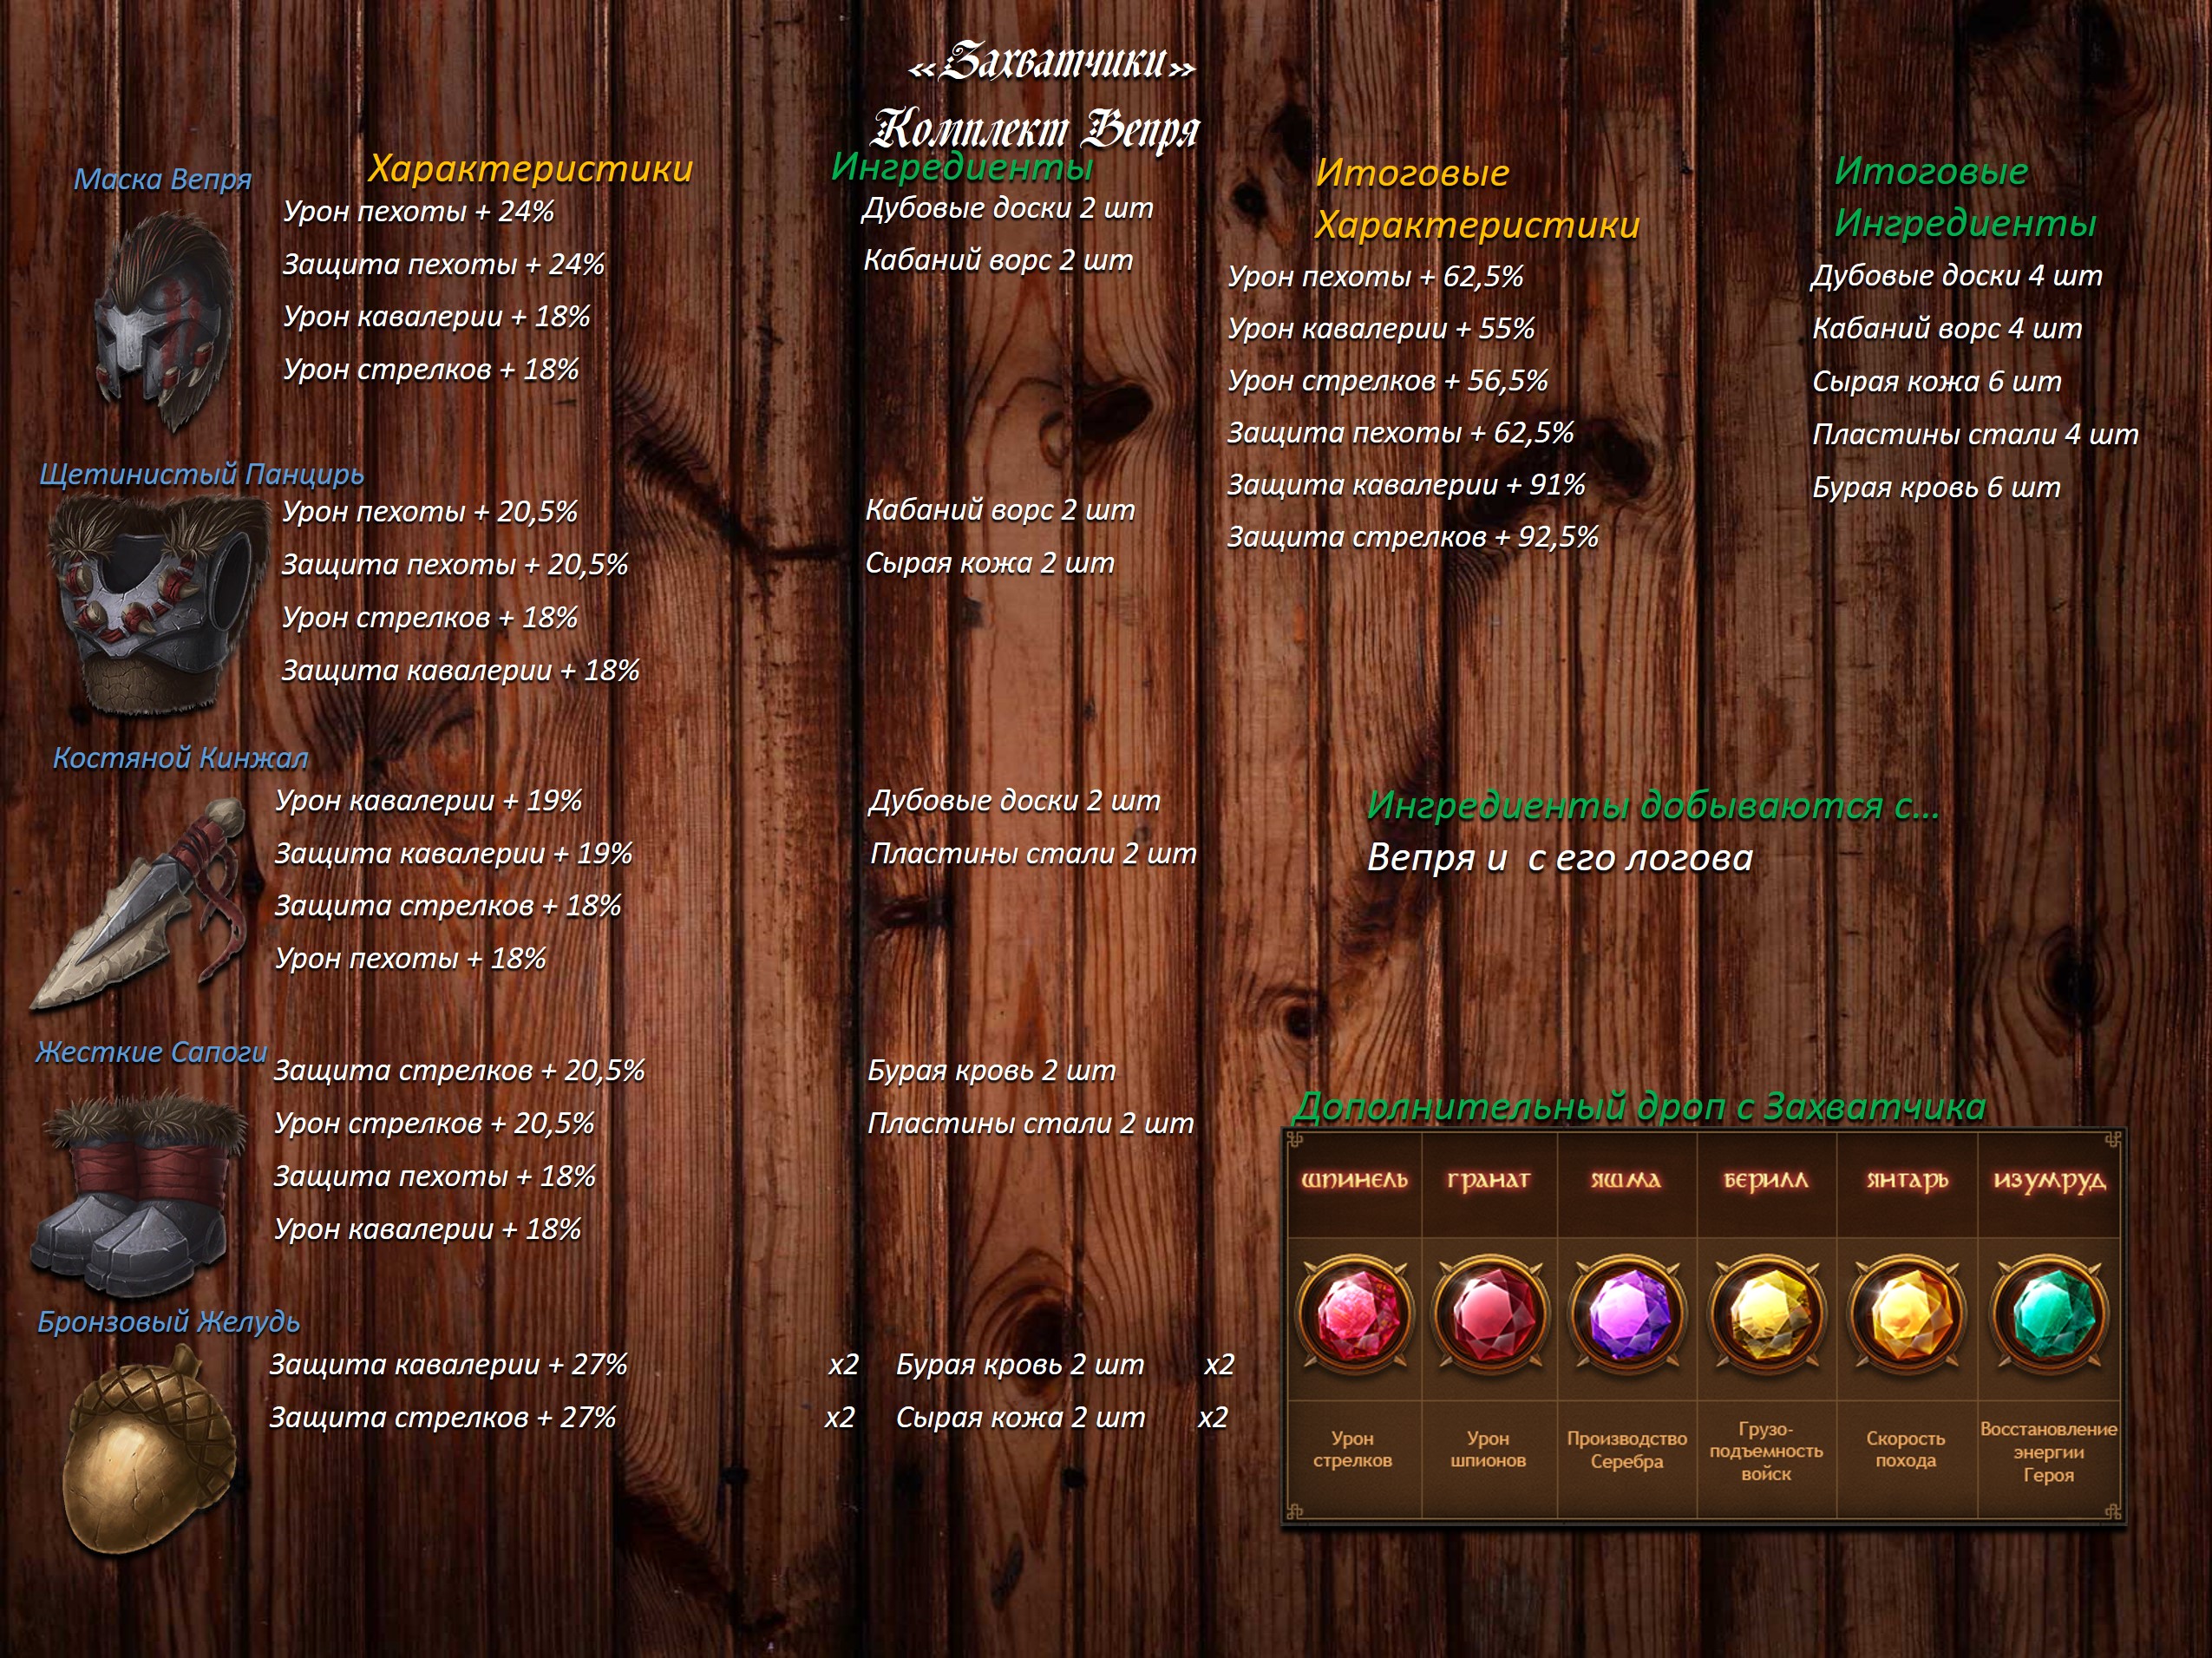 «Захватчики»
Комплект Вепря
Маска Вепря
Характеристики
Ингредиенты
Урон пехоты + 24%
Дубовые доски 2 шт
Защита пехоты + 24%
Кабаний ворс 2 шт
Урон кавалерии + 18%
Урон стрелков + 18%
Щетинистый Панцирь
Урон пехоты + 20,5%
Кабаний ворс 2 шт
Защита пехоты + 20,5%
Сырая кожа 2 шт
Урон стрелков + 18%
Защита кавалерии + 18%
Костяной Кинжал
Урон кавалерии + 19%
Дубовые доски 2 шт
Защита кавалерии + 19%
Пластины стали 2 шт
Защита стрелков + 18%
Урон пехоты + 18%
Жесткие Сапоги
Защита стрелков + 20,5%
Бурая кровь 2 шт
Урон стрелков + 20,5%
Пластины стали 2 шт
Защита пехоты + 18%
Урон кавалерии + 18%
Бронзовый Желудь
Защита кавалерии + 27% x2 Бурая кровь 2 шт x2
Защита стрелков + 27% x2 Сырая кожа 2 шт x2
Итоговые
Характеристики
Урон пехоты + 62,5%
Урон кавалерии + 55%
Урон стрелков + 56,5%
Защита пехоты + 62,5%
Защита кавалерии + 91%
Защита стрелков + 92,5%
Итоговые
Ингредиенты
Дубовые доски 4 шт
Кабаний ворс 4 шт
Сырая кожа 6 шт
Пластины стали 4 шт
Бурая кровь 6 шт
Ингредиенты добываются с...
Вепря и с его логова
Дополнительный дроп с Захватчика
шпинель гранат яшма берилл янтарь изумруд
Урон
стрелков
Урон
шпионов
Производство
Серебра
Грузо-
подъемность
войск
Скорость
похода
Восстановление
энергии
Героя